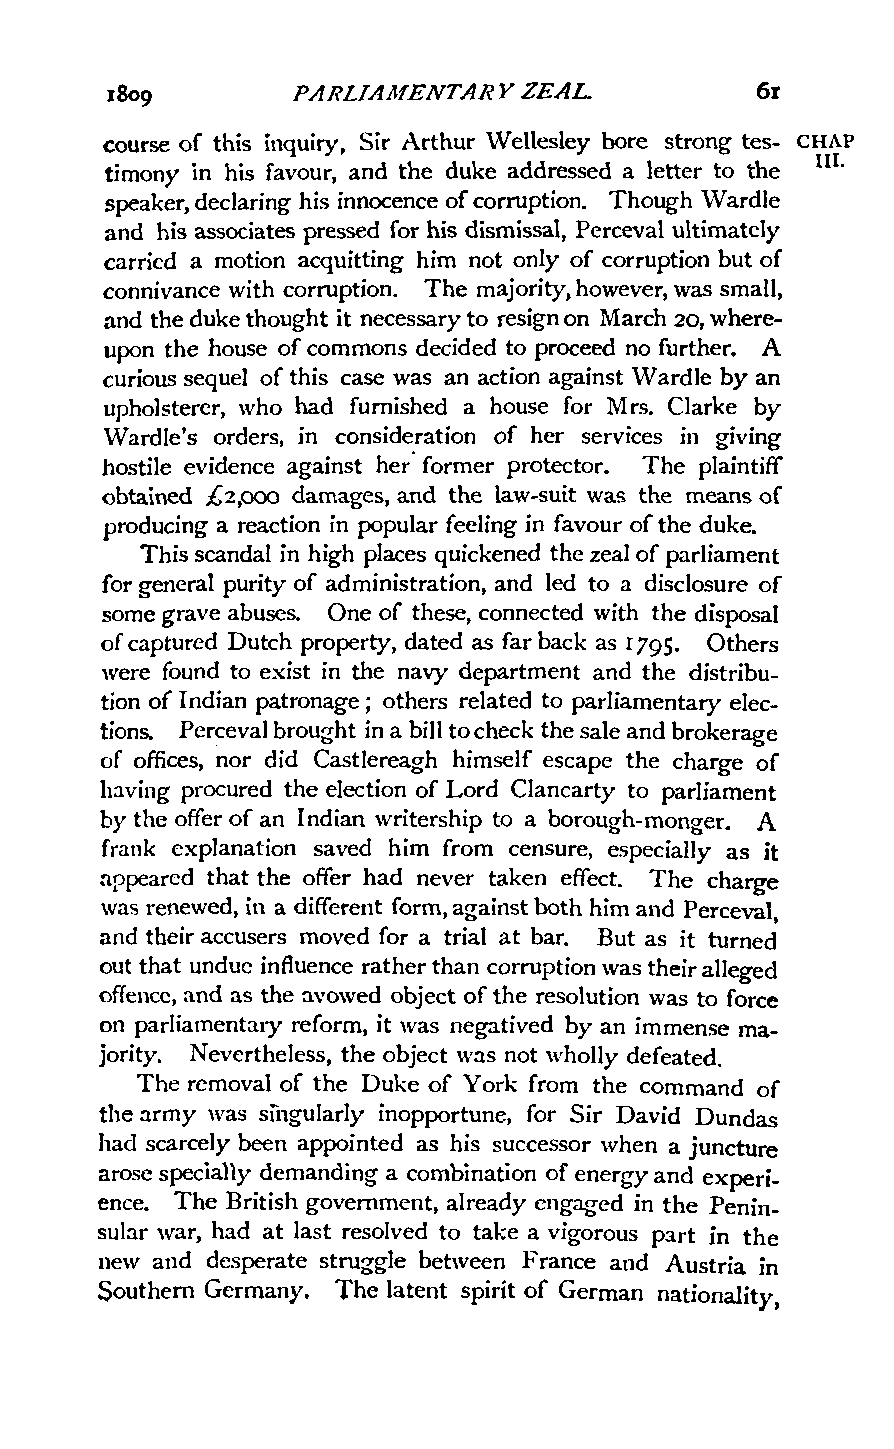 1809 PARLIAMENTARY ZEAL. 61
course of this inquiry, Sir Arthur Wellesley bore strong tes- CHAP
timony in his favour, and the duke addressed a letter to the III.
speaker, declaring his innocence of corruption. Though Wardle
and his associates pressed for his dismissal, Perceval ultimately
carried a motion acquitting him not only of corruption but of
connivance with corruption. The majority, however, was small,
and the duke thought it necessary to resign on March 20, where-
upon the house of commons decided to proceed no further. A
curious sequel of this case was an action against Wardle by an
upholsterer, who had furnished a house for Mrs. Clarke by
Wardle's orders, in consideration of her services in giving
hostile evidence against her former protector. The plaintiff
obtained £2,000 damages, and the law-suit was the means of
producing a reaction in popular feeling in favour of the duke.
This scandal in high places quickened the zeal of parliament
for general purity of administration, and led to a disclosure of
some grave abuses. One of these, connected with the disposal
of captured Dutch property, dated as far back as 1795. Others
were found to exist in the navy department and the distribu-
tion of Indian patronage; others related to parliamentary elec-
tions. Perceval brought in a bill to check the sale and brokerage
of offices, nor did Castlereagh himself escape the charge of
having procured the election of Lord Clancarty to parliament
by the offer of an Indian writership to a borough-monger. A
frank explanation saved him from censure, especially as it
appeared that the offer had never taken effect. The charge
was renewed, in a different form, against both him and Perceval,
and their accusers moved for a trial at bar. But as it turned
out that undue influence rather than corruption was their alleged
offence, and as the avowed object of the resolution was to force
on parliamentary reform, it was negatived by an immense ma-
jority. Nevertheless, the object was not wholly defeated.
The removal of the Duke of York from the command of
the army was singularly inopportune, for Sir David Dundas
had scarcely been appointed as his successor when a juncture
arose specially demanding a combination of energy and experi-
ence. The British government, already engaged in the Penin-
sular war, had at last resolved to take a vigorous part in the
new and desperate struggle between France and Austria in
Southern Germany. The latent spirit of German nationality,